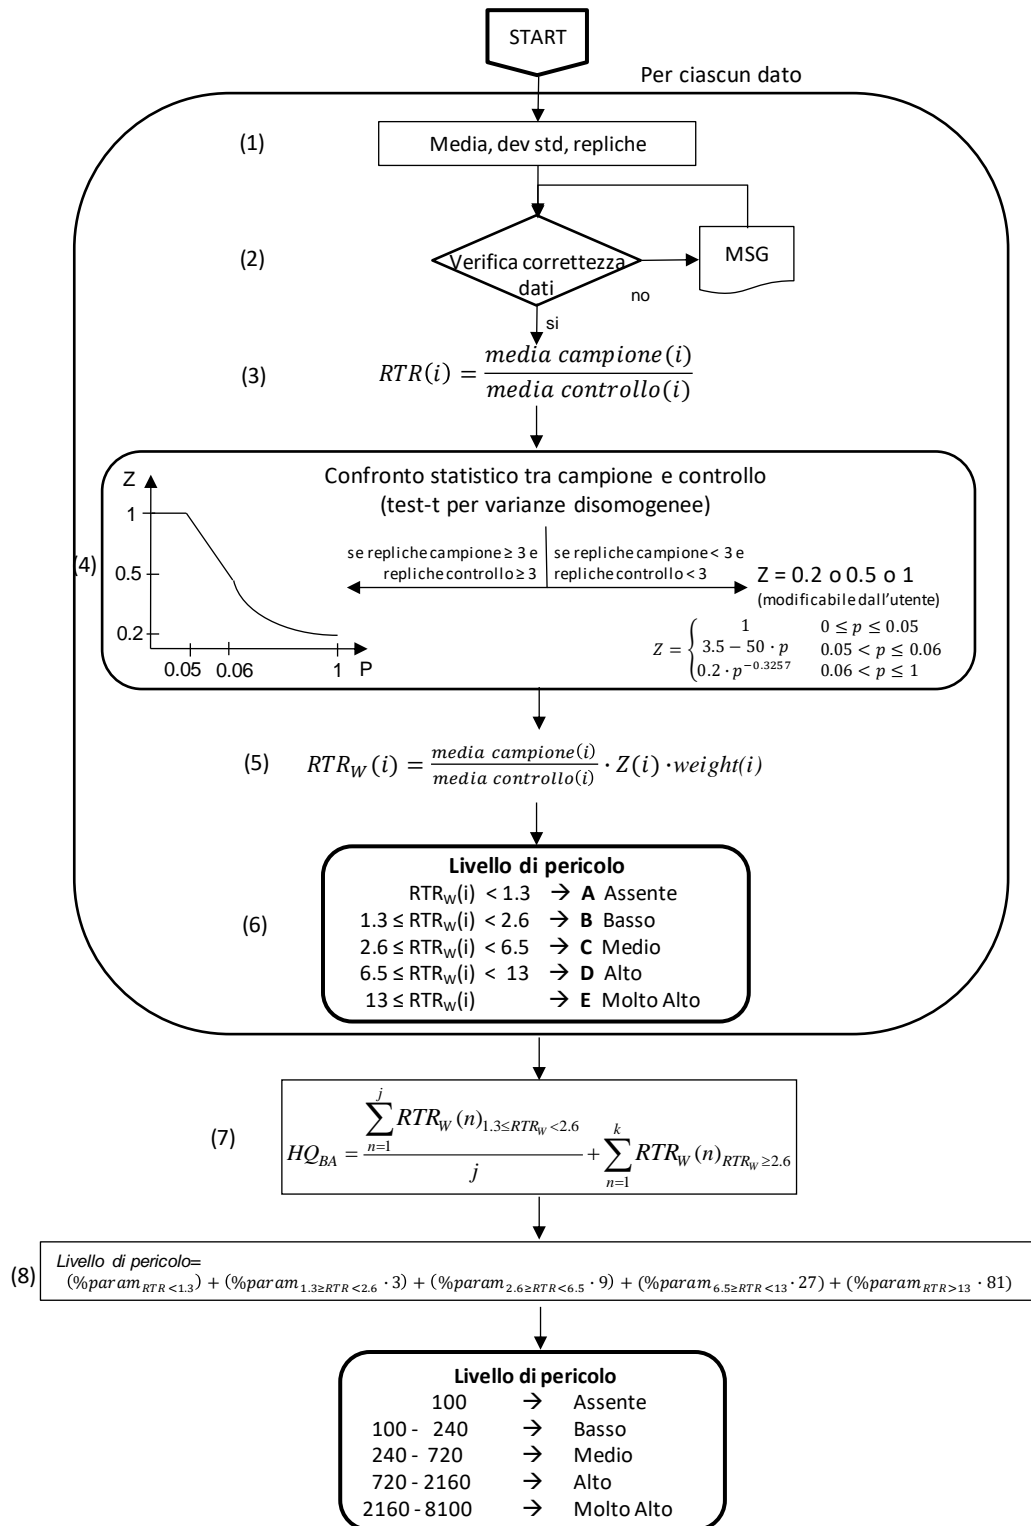 START
Per ciascun dato
(1)
Media, dev std, repliche
(2)
Verifica correttezza
dati
MSG
no
si
(3)
RTR(i) = media campione(i) / media controllo(i)
Confronto statistico tra campione e controllo
(test-t per varianze disomogenee)
(4)
Z
1
0.5
0.2
0.05
0.06
1
P
se repliche campione ≥ 3 e
repliche controllo ≥ 3
se repliche campione < 3 e
repliche controllo < 3
Z = 0.2 o 0.5 o 1
(modificabile dall'utente)
Z = { 1 0 ≤ p ≤ 0.05
3.5 − 50 · p 0.05 < p ≤ 0.06
0.2 · p^−0.3257 0.06 < p ≤ 1
(5)
RTR_W(i) = media campione(i) / media controllo(i) · Z(i) · weight(i)
(6)
Livello di pericolo
RTR_W(i) < 1.3 → A Assente
1.3 ≤ RTR_W(i) < 2.6 → B Basso
2.6 ≤ RTR_W(i) < 6.5 → C Medio
6.5 ≤ RTR_W(i) < 13 → D Alto
13 ≤ RTR_W(i) → E Molto Alto
(7)
HQ_BA = ∑_{n=1}^{j} RTR_W(n)_{1.3≤RTR_W<2.6} / j + ∑_{n=1}^{k} RTR_W(n)_{RTR_W≥2.6}
(8)
Livello di pericolo=
(%param_{RTR<1.3}) + (%param_{1.3≥RTR<2.6} · 3) + (%param_{2.6≥RTR<6.5} · 9) + (%param_{6.5≥RTR<13} · 27) + (%param_{RTR>13} · 81)
Livello di pericolo
100 → Assente
100 - 240 → Basso
240 - 720 → Medio
720 - 2160 → Alto
2160 - 8100 → Molto Alto